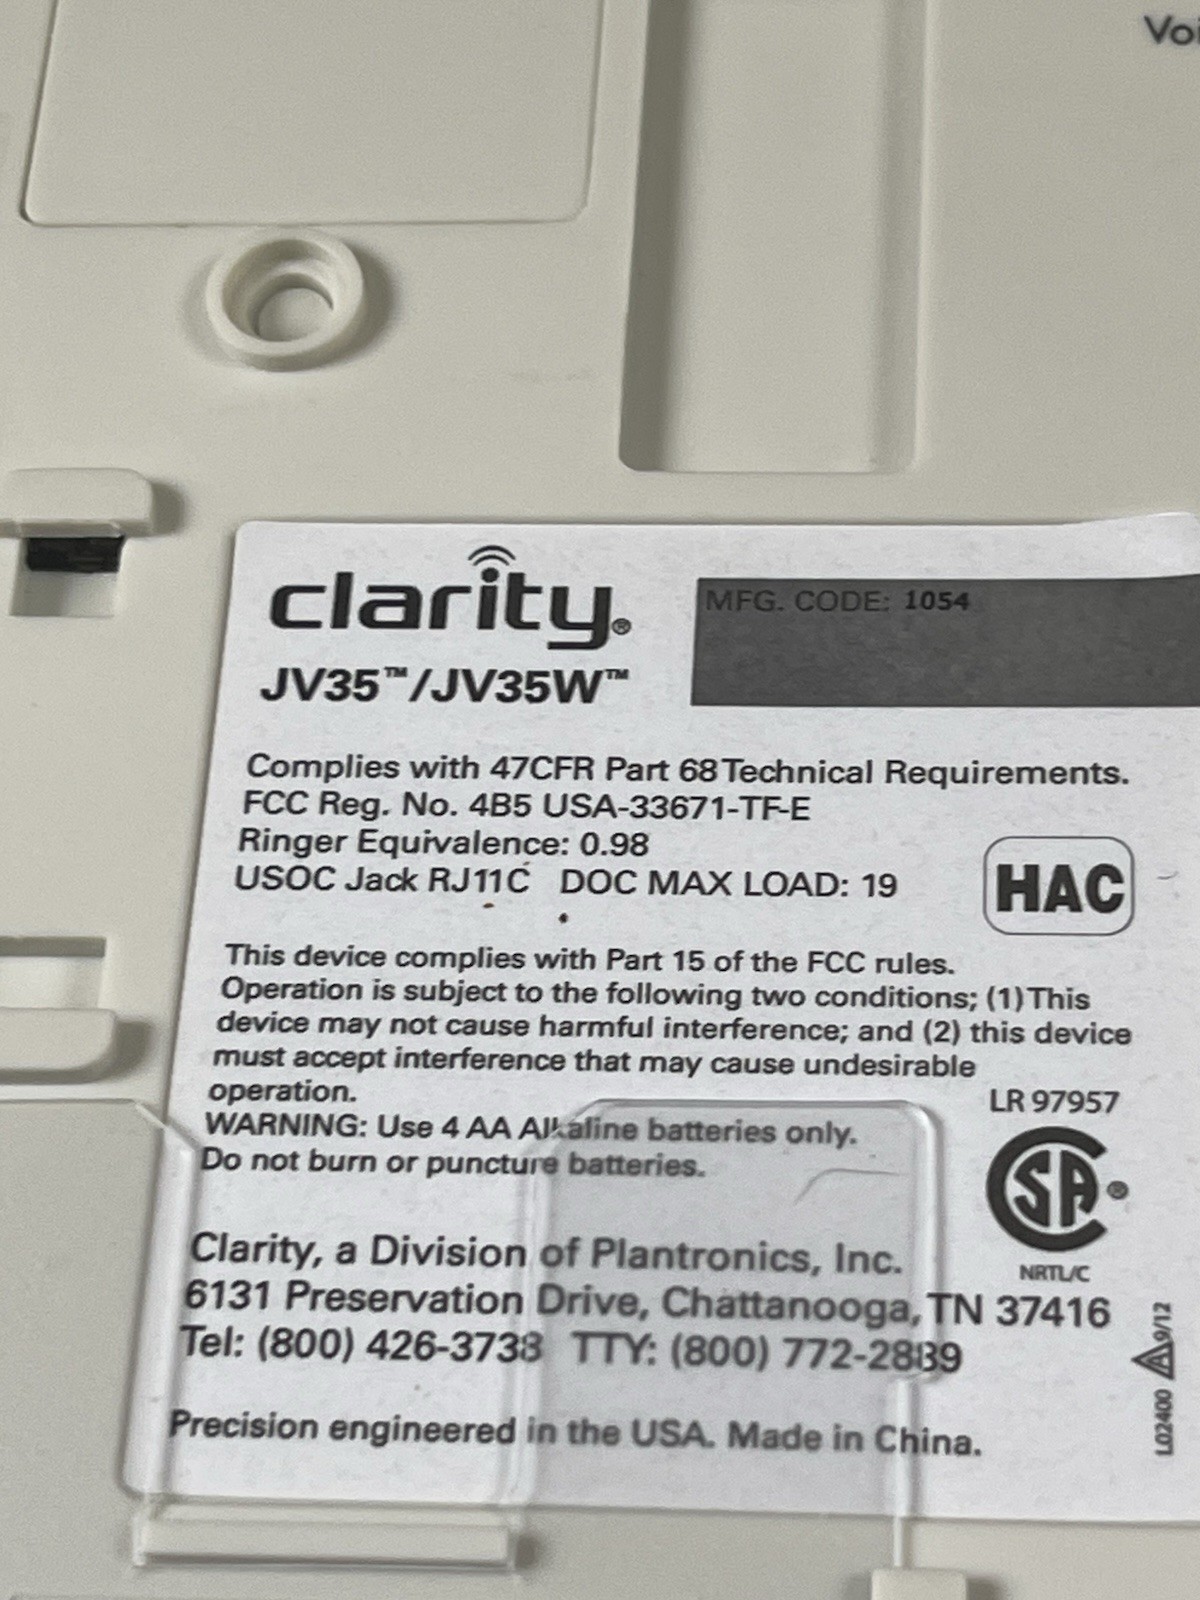 clarity®
MFG. CODE: 1054
JV35™/JV35W™
Complies with 47CFR Part 68 Technical Requirements.
FCC Reg. No. 4B5 USA-33671-TF-E
Ringer Equivalence: 0.98
USOC Jack RJ11C DOC MAX LOAD: 19
HAC
This device complies with Part 15 of the FCC rules.
Operation is subject to the following two conditions; (1) This
device may not cause harmful interference; and (2) this device
must accept interference that may cause undesirable
operation.
WARNING: Use 4 AA Alkaline batteries only.
Do not burn or puncture batteries.
LR 97957
SA®
NRTL/C
Clarity, a Division of Plantronics, Inc.
6131 Preservation Drive, Chattanooga, TN 37416
Tel: (800) 426-3738 TTY: (800) 772-2889
Precision engineered in the USA. Made in China.
L02400 A 9/12